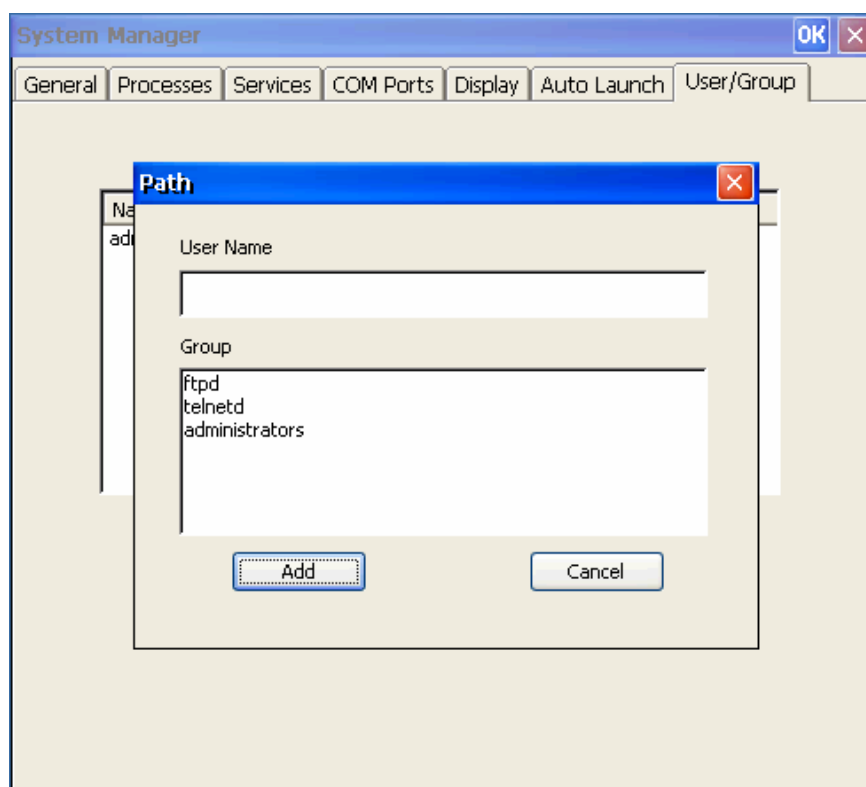 System Manager OK
General Processes Services COM Ports Display Auto Launch User/Group
Path
User Name
Group
ftpd
telnetd
administrators
Add Cancel